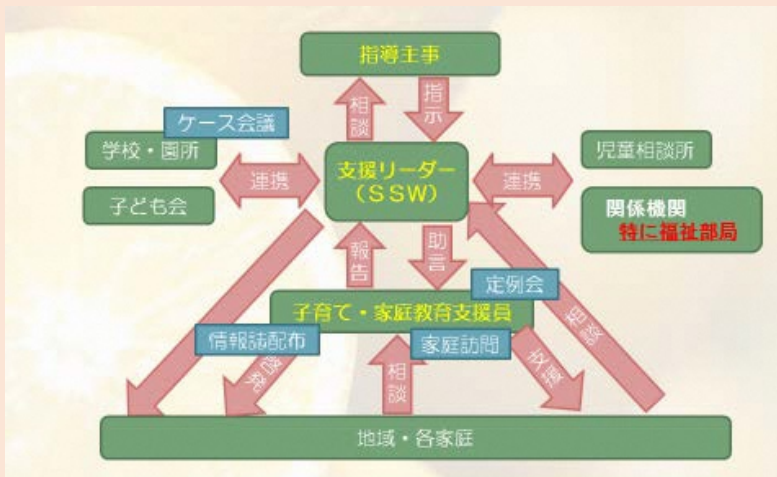 指導主事
相談
指示
ケース会議
学校・園所
子ども会
連携
支援リーダー
(SSW)
連携
児童相談所
関係機関
特に福祉部局
報告
助言
定例会
子育て・家庭教育支援員
情報誌配布
家庭訪問
相談
支援
相談
地域・各家庭